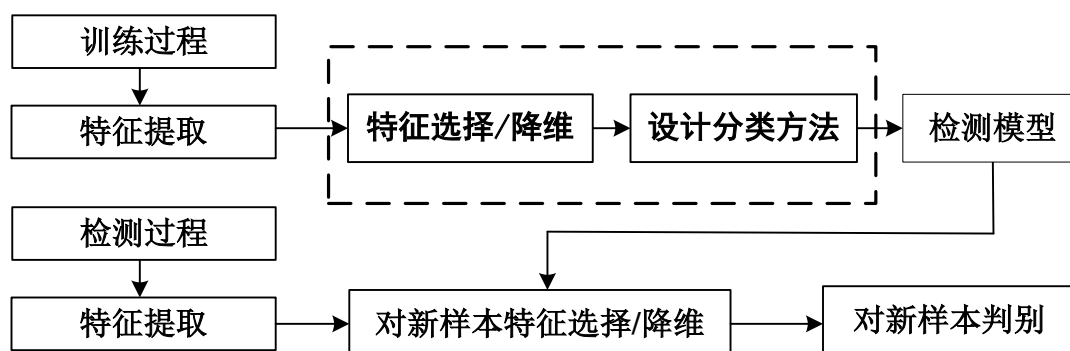 训练过程
特征提取
特征选择/降维
设计分类方法
检测模型
检测过程
特征提取
对新样本特征选择/降维
对新样本判别